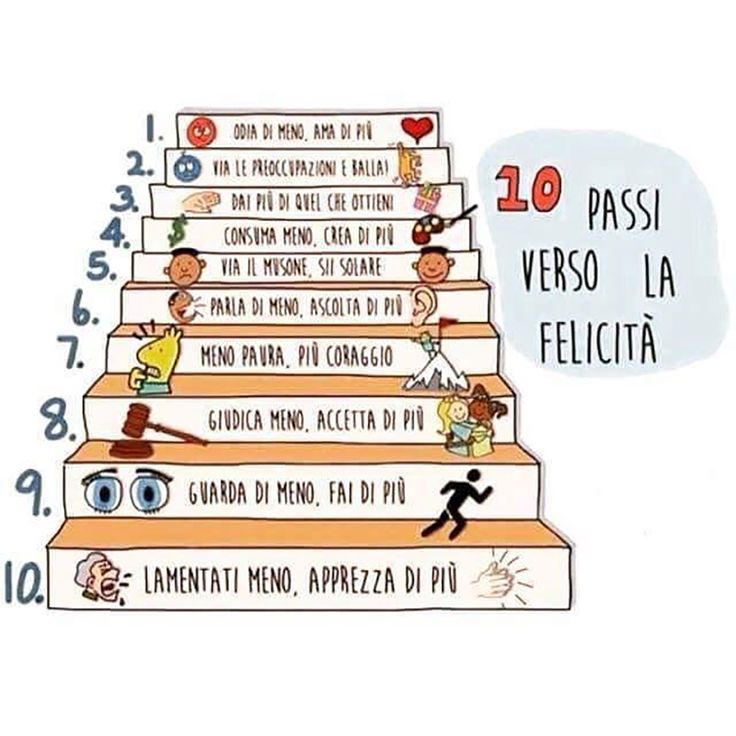 1. ODIA DI MENO, AMA DI PIÙ
2. VIA LE PREOCCUPAZIONI E BALLA!
3. DAI PIÙ DI QUEL CHE OTTIENI
4. CONSUMA MENO, CREA DI PIÙ
5. VIA IL MUSONE, SII SOLARE
6. PARLA DI MENO, ASCOLTA DI PIÙ
7. MENO PAURA, PIÙ CORAGGIO
8. GIUDICA MENO, ACCETTA DI PIÙ
9. GUARDA DI MENO, FAI DI PIÙ
10. LAMENTATI MENO, APPREZZA DI PIÙ
10 PASSI
VERSO LA
FELICITÀ